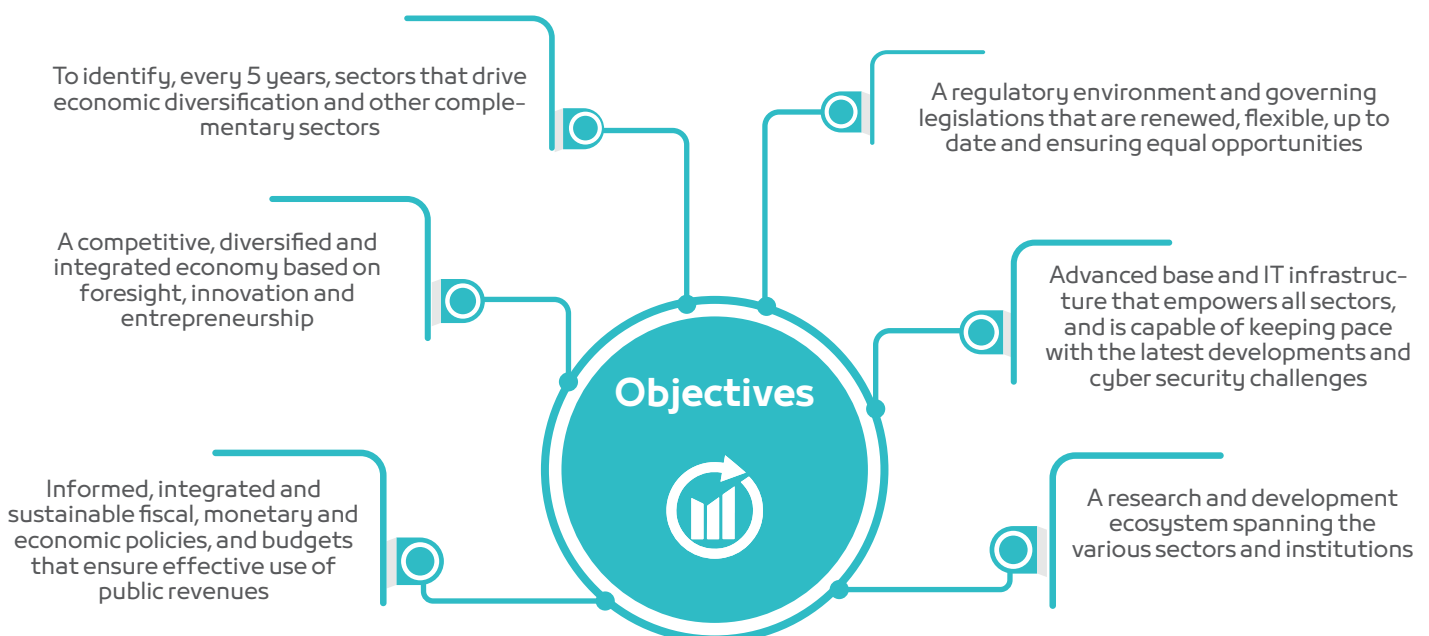 To identify, every 5 years, sectors that drive
economic diversification and other comple-
mentary sectors
A regulatory environment and governing
legislations that are renewed, flexible, up to
date and ensuring equal opportunities
A competitive, diversified and
integrated economy based on
foresight, innovation and
entrepreneurship
Advanced base and IT infrastruc-
ture that empowers all sectors,
and is capable of keeping pace
with the latest developments and
cyber security challenges
Objectives
Informed, integrated and
sustainable fiscal, monetary and
economic policies, and budgets
that ensure effective use of
public revenues
A research and development
ecosystem spanning the
various sectors and institutions